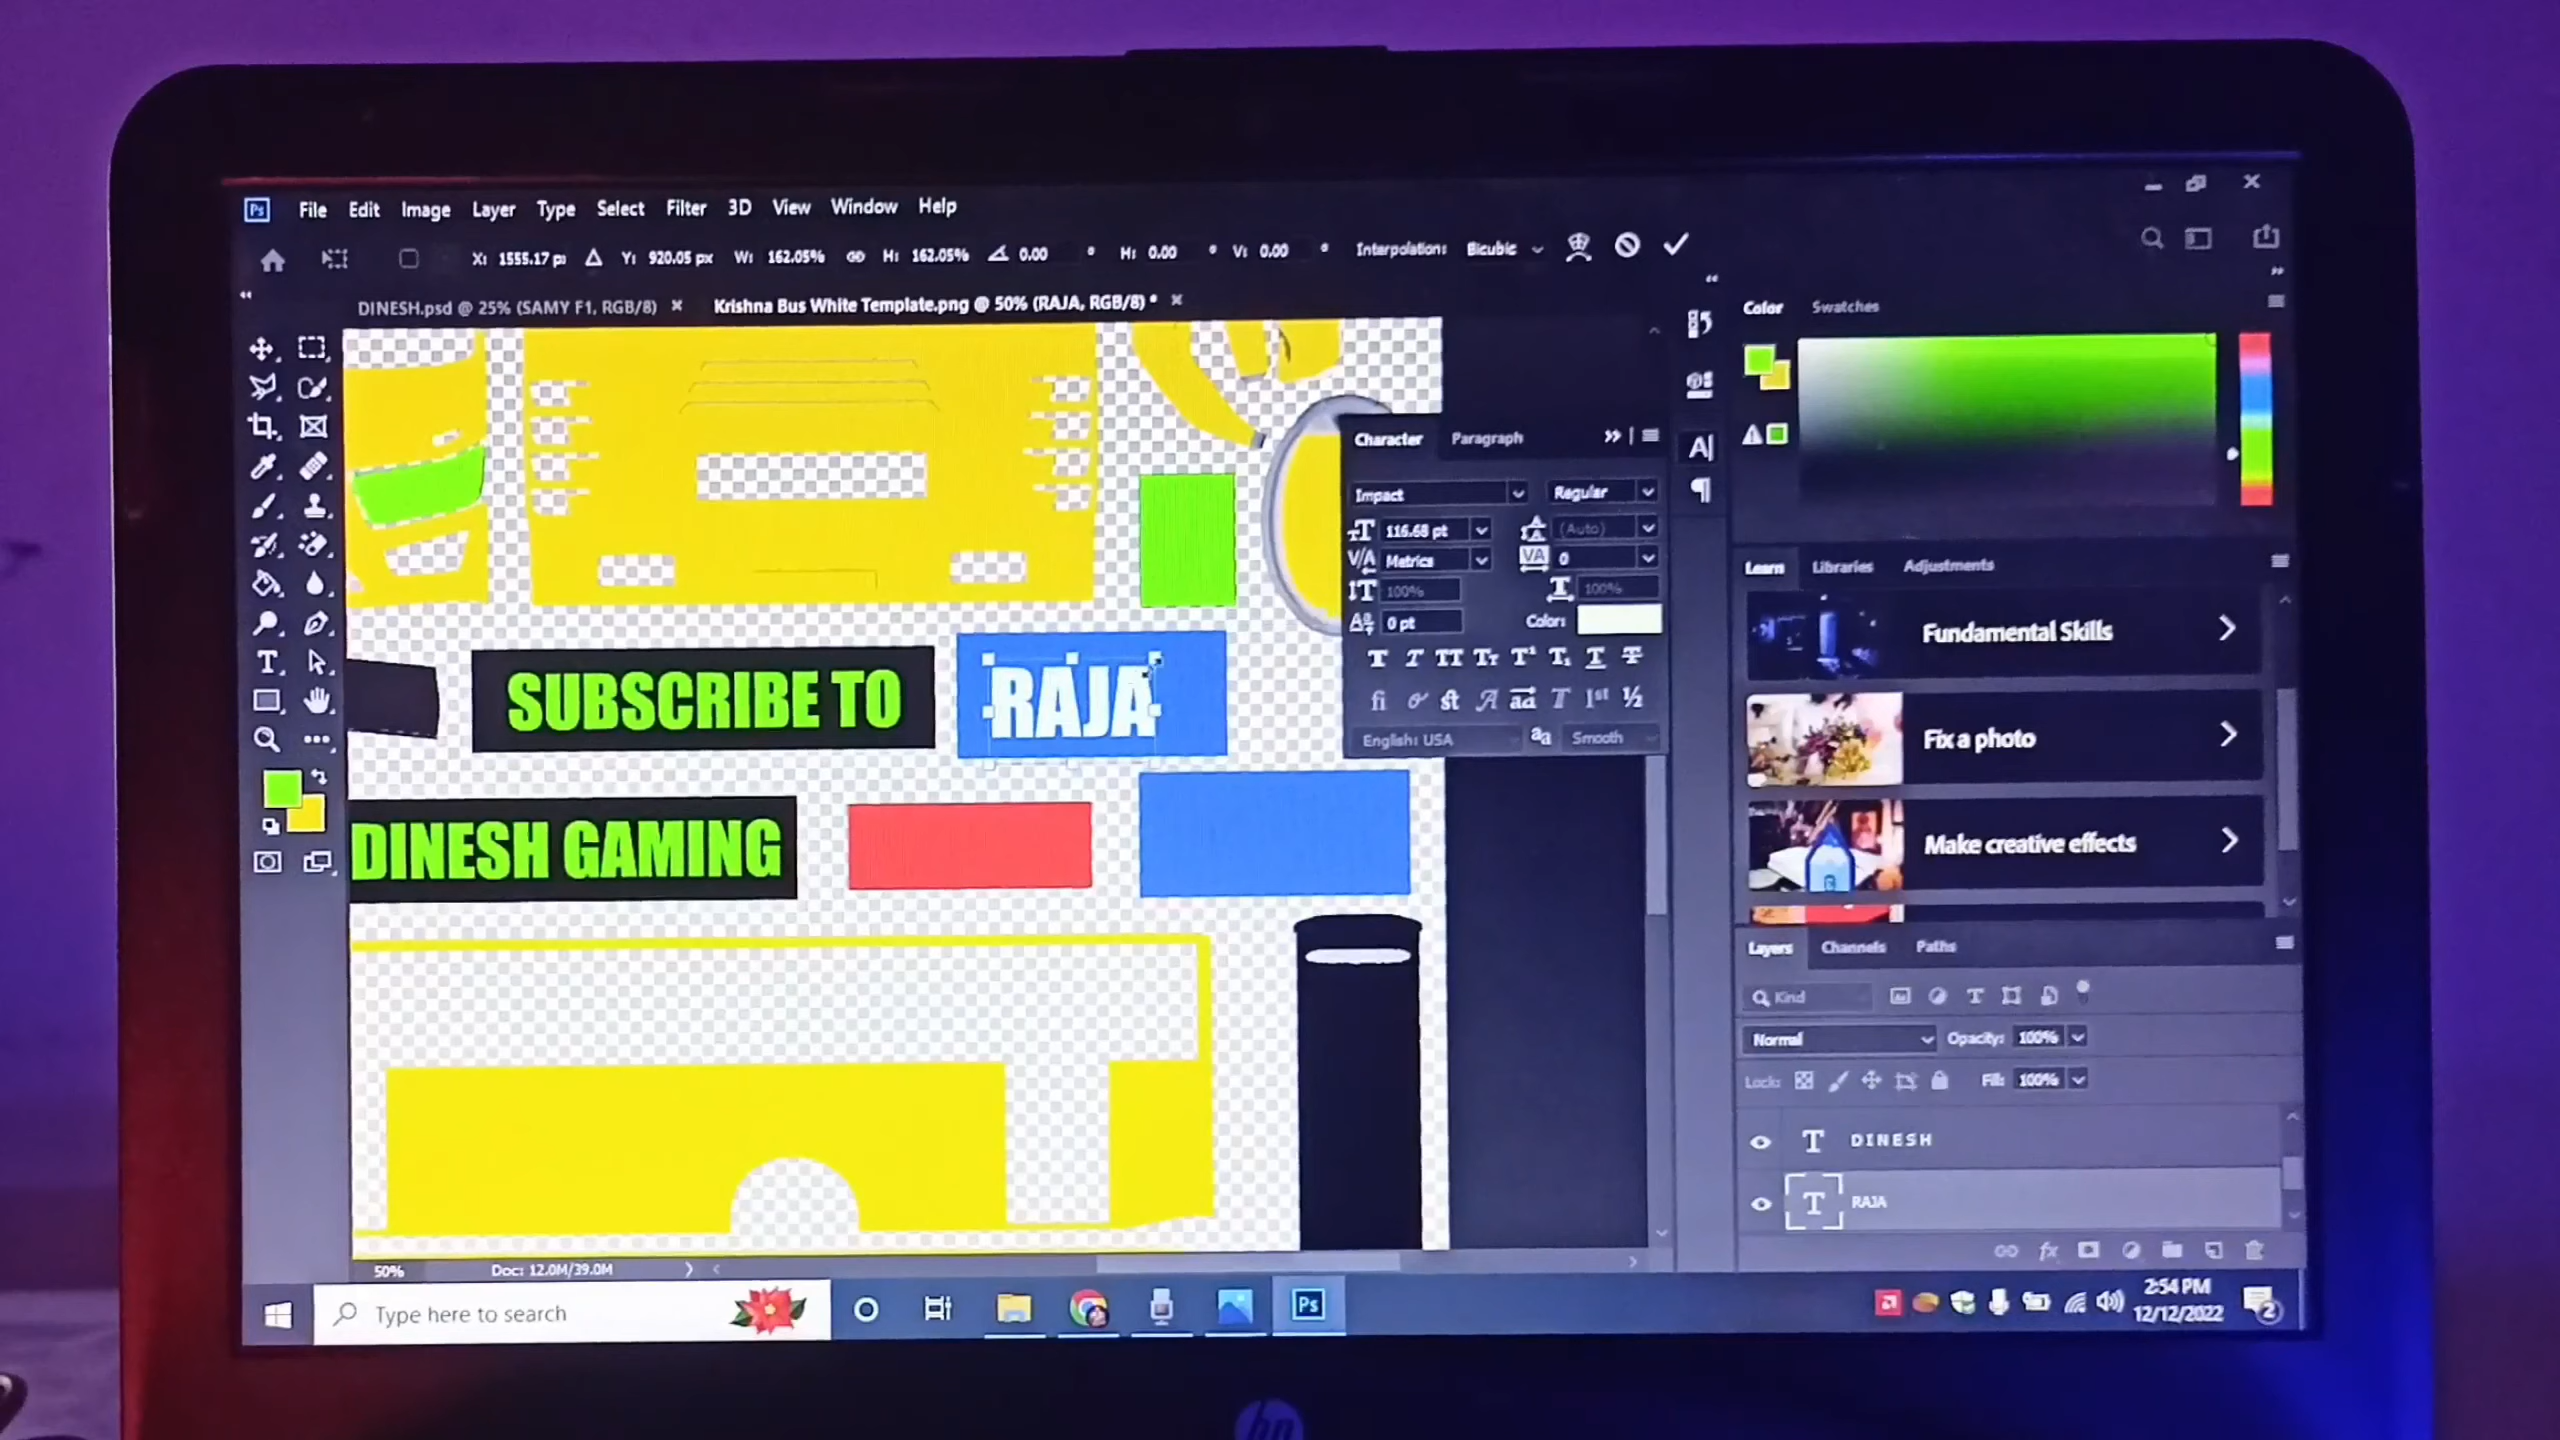 Ps File Edit Image Layer Type Select Filter 3D View Window Help
X: 1555.17 px Y: 920.05 px W: 162.05% H: 162.05% 0.00 ° H: 0.00 ° V: 0.00 ° Interpolation: Bicubic
DINESH.psd @ 25% (SAMY F1, RGB/8) × Krishna Bus White Template.png @ 50% (RAJA, RGB/8) * ×
Color Swatches
Character Paragraph
Impact Regular
116.68 pt (Auto)
Metrics 0
100% 100%
0 pt Color:
English: USA Smooth
Learn Libraries Adjustments
Fundamental Skills
Fix a photo
Make creative effects
SUBSCRIBE TO
RAJA
DINESH GAMING
Layers Channels Paths
Kind
Normal Opacity: 100%
Lock: Fill: 100%
DINESH
RAJA
50% Doc: 12.0M/39.0M
Type here to search
Ps
2:54 PM
12/12/2022
2
hp